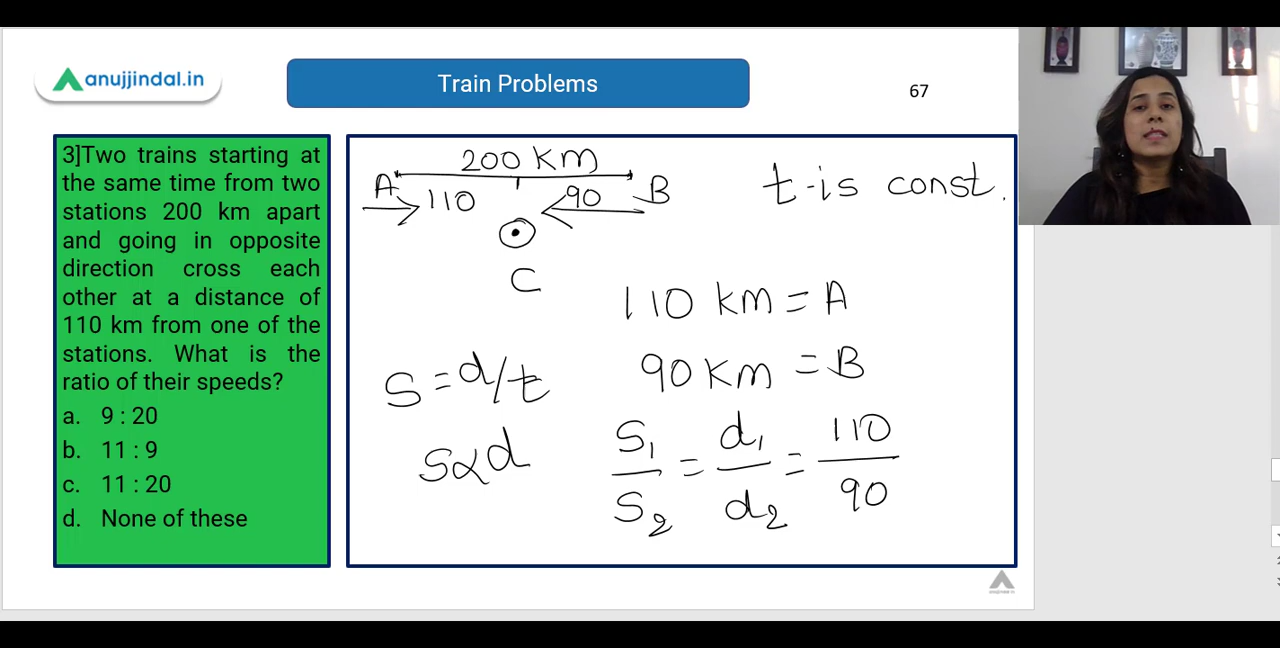 anujjindal.in
Train Problems
67
3]Two trains starting at
the same time from two
stations 200 km apart
and going in opposite
direction cross each
other at a distance of
110 km from one of the
stations. What is the
ratio of their speeds?
a. 9 : 20
b. 11 : 9
c. 11 : 20
d. None of these
200 KM
A 110 90 B
C
t-is const.
110 KM = A
90 KM = B
S = d/t
S∝d
S₁/S₂ = d₁/d₂ = 110/90